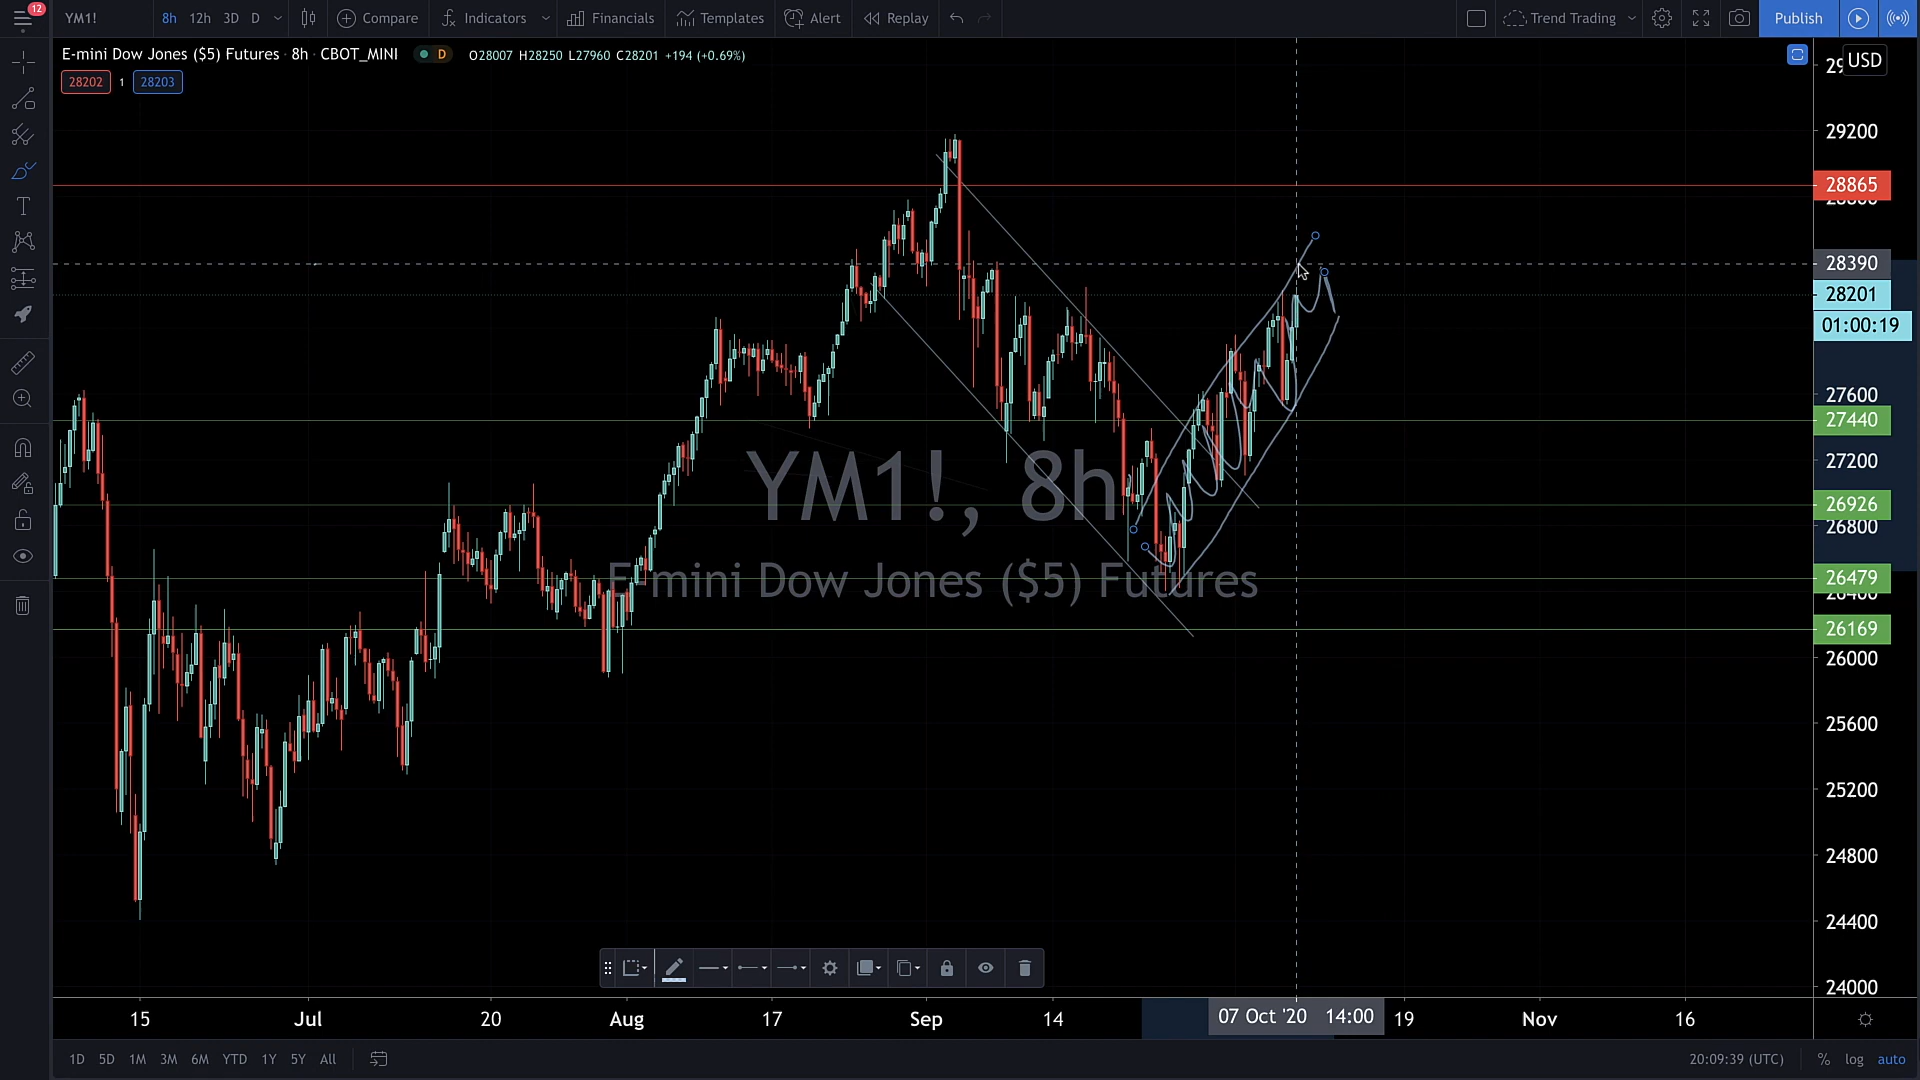 12
YM1! 8h 12h 3D D Compare Indicators Financials Templates Alert Replay Trend Trading Publish
E-mini Dow Jones ($5) Futures · 8h · CBOT_MINI D O28007 H28250 L27960 C28201 +194 (+0.69%)
USD
28202 1 28203
29200
28865
28390
28201
01:00:19
27600
27440
27200
26926
26800
26479
26169
26000
25600
25200
24800
24400
24000
YM1!, 8h
E-mini Dow Jones ($5) Futures
15 Jul 20 Aug 17 Sep 14 07 Oct '20 14:00 19 Nov 16
1D 5D 1M 3M 6M YTD 1Y 5Y All 20:09:39 (UTC) % log auto